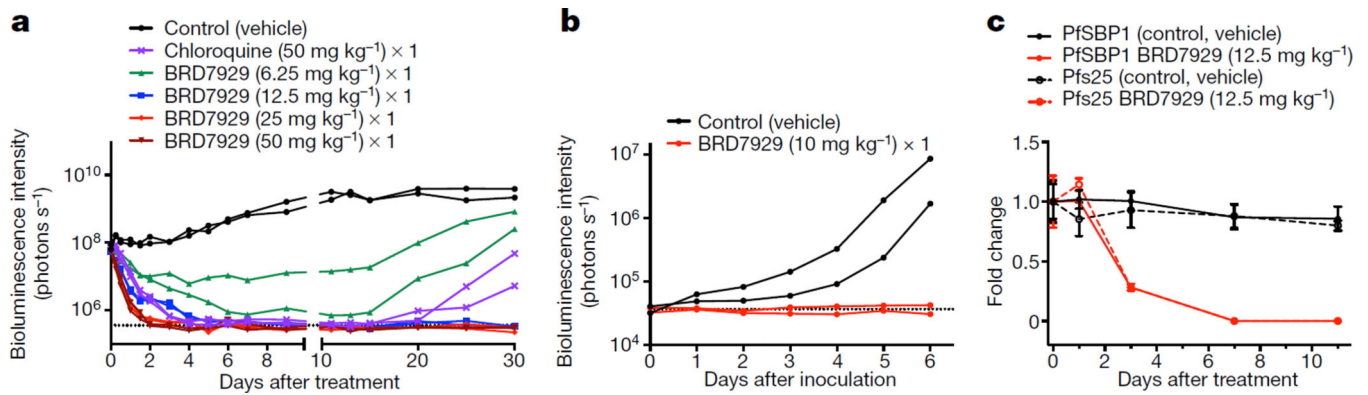 a
Control (vehicle)
Chloroquine (50 mg kg⁻¹) × 1
BRD7929 (6.25 mg kg⁻¹) × 1
BRD7929 (12.5 mg kg⁻¹) × 1
BRD7929 (25 mg kg⁻¹) × 1
BRD7929 (50 mg kg⁻¹) × 1
Bioluminescence intensity
(photons s⁻¹)
10¹⁰
10⁸
10⁶
0 2 4 6 8 10 20 30
Days after treatment
b
Control (vehicle)
BRD7929 (10 mg kg⁻¹) × 1
Bioluminescence intensity
(photons s⁻¹)
10⁷
10⁶
10⁵
10⁴
0 1 2 3 4 5 6
Days after inoculation
c
PfSBP1 (control, vehicle)
PfSBP1 BRD7929 (12.5 mg kg⁻¹)
Pfs25 (control, vehicle)
Pfs25 BRD7929 (12.5 mg kg⁻¹)
Fold change
1.5
1.0
0.5
0
0 2 4 6 8 10
Days after treatment